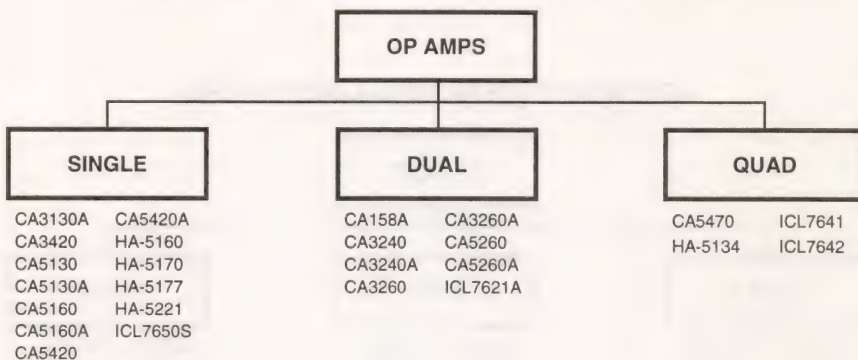 OP AMPS
SINGLE
CA3130A CA5420A
CA3420 HA-5160
CA5130 HA-5170
CA5130A HA-5177
CA5160 HA-5221
CA5160A ICL7650S
CA5420
DUAL
CA158A CA3260A
CA3240 CA5260
CA3240A CA5260A
CA3260 ICL7621A
QUAD
CA5470 ICL7641
HA-5134 ICL7642